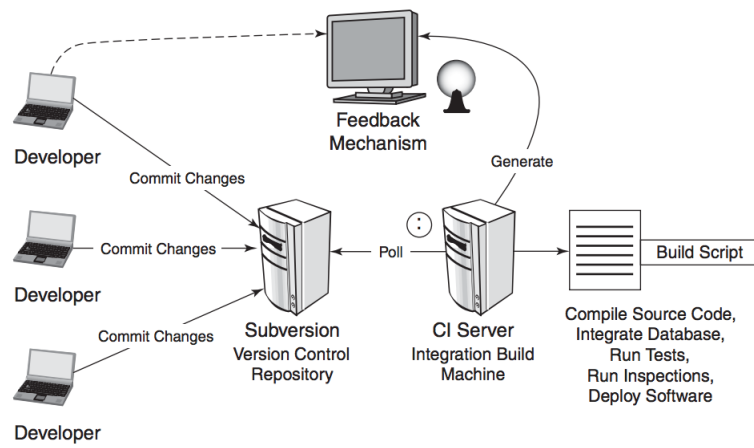 Feedback
Mechanism
Developer
Commit Changes
Generate
Developer
Commit Changes
Poll
Build Script
Developer
Commit Changes
Subversion
Version Control
Repository
CI Server
Integration Build
Machine
Compile Source Code,
Integrate Database,
Run Tests,
Run Inspections,
Deploy Software